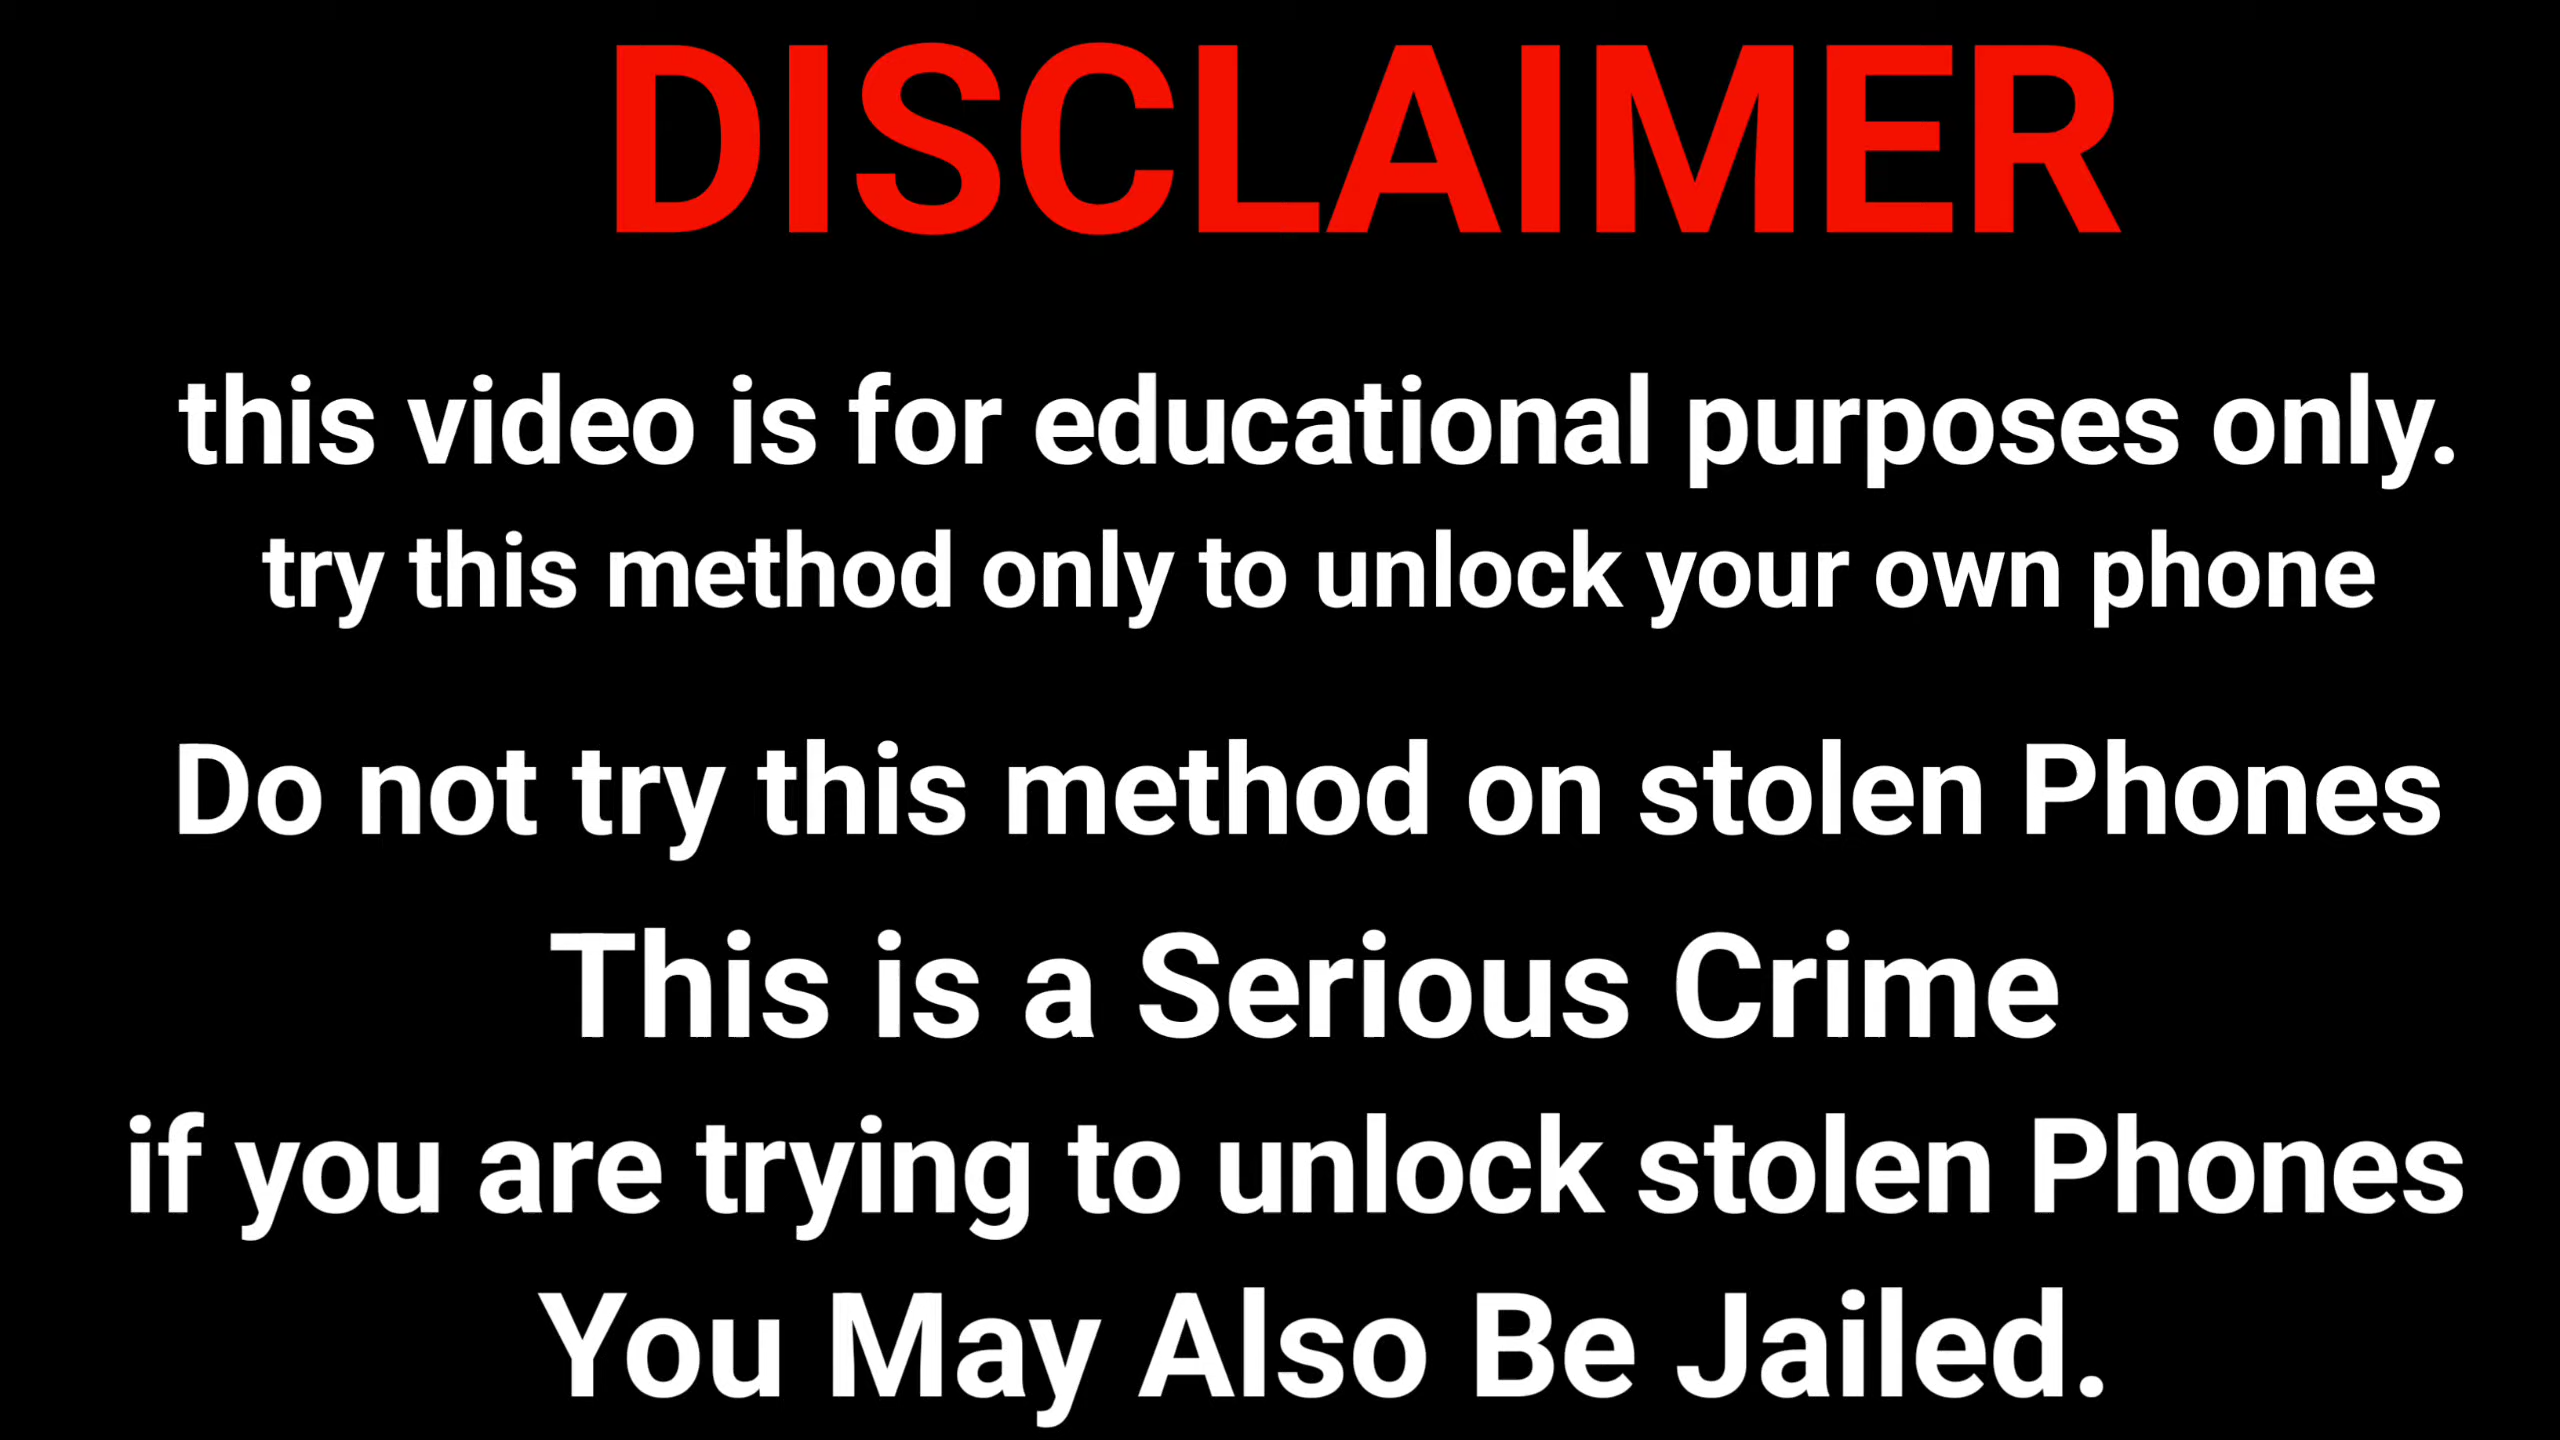 DISCLAIMER
this video is for educational purposes only.
try this method only to unlock your own phone
Do not try this method on stolen Phones
This is a Serious Crime
if you are trying to unlock stolen Phones
You May Also Be Jailed.